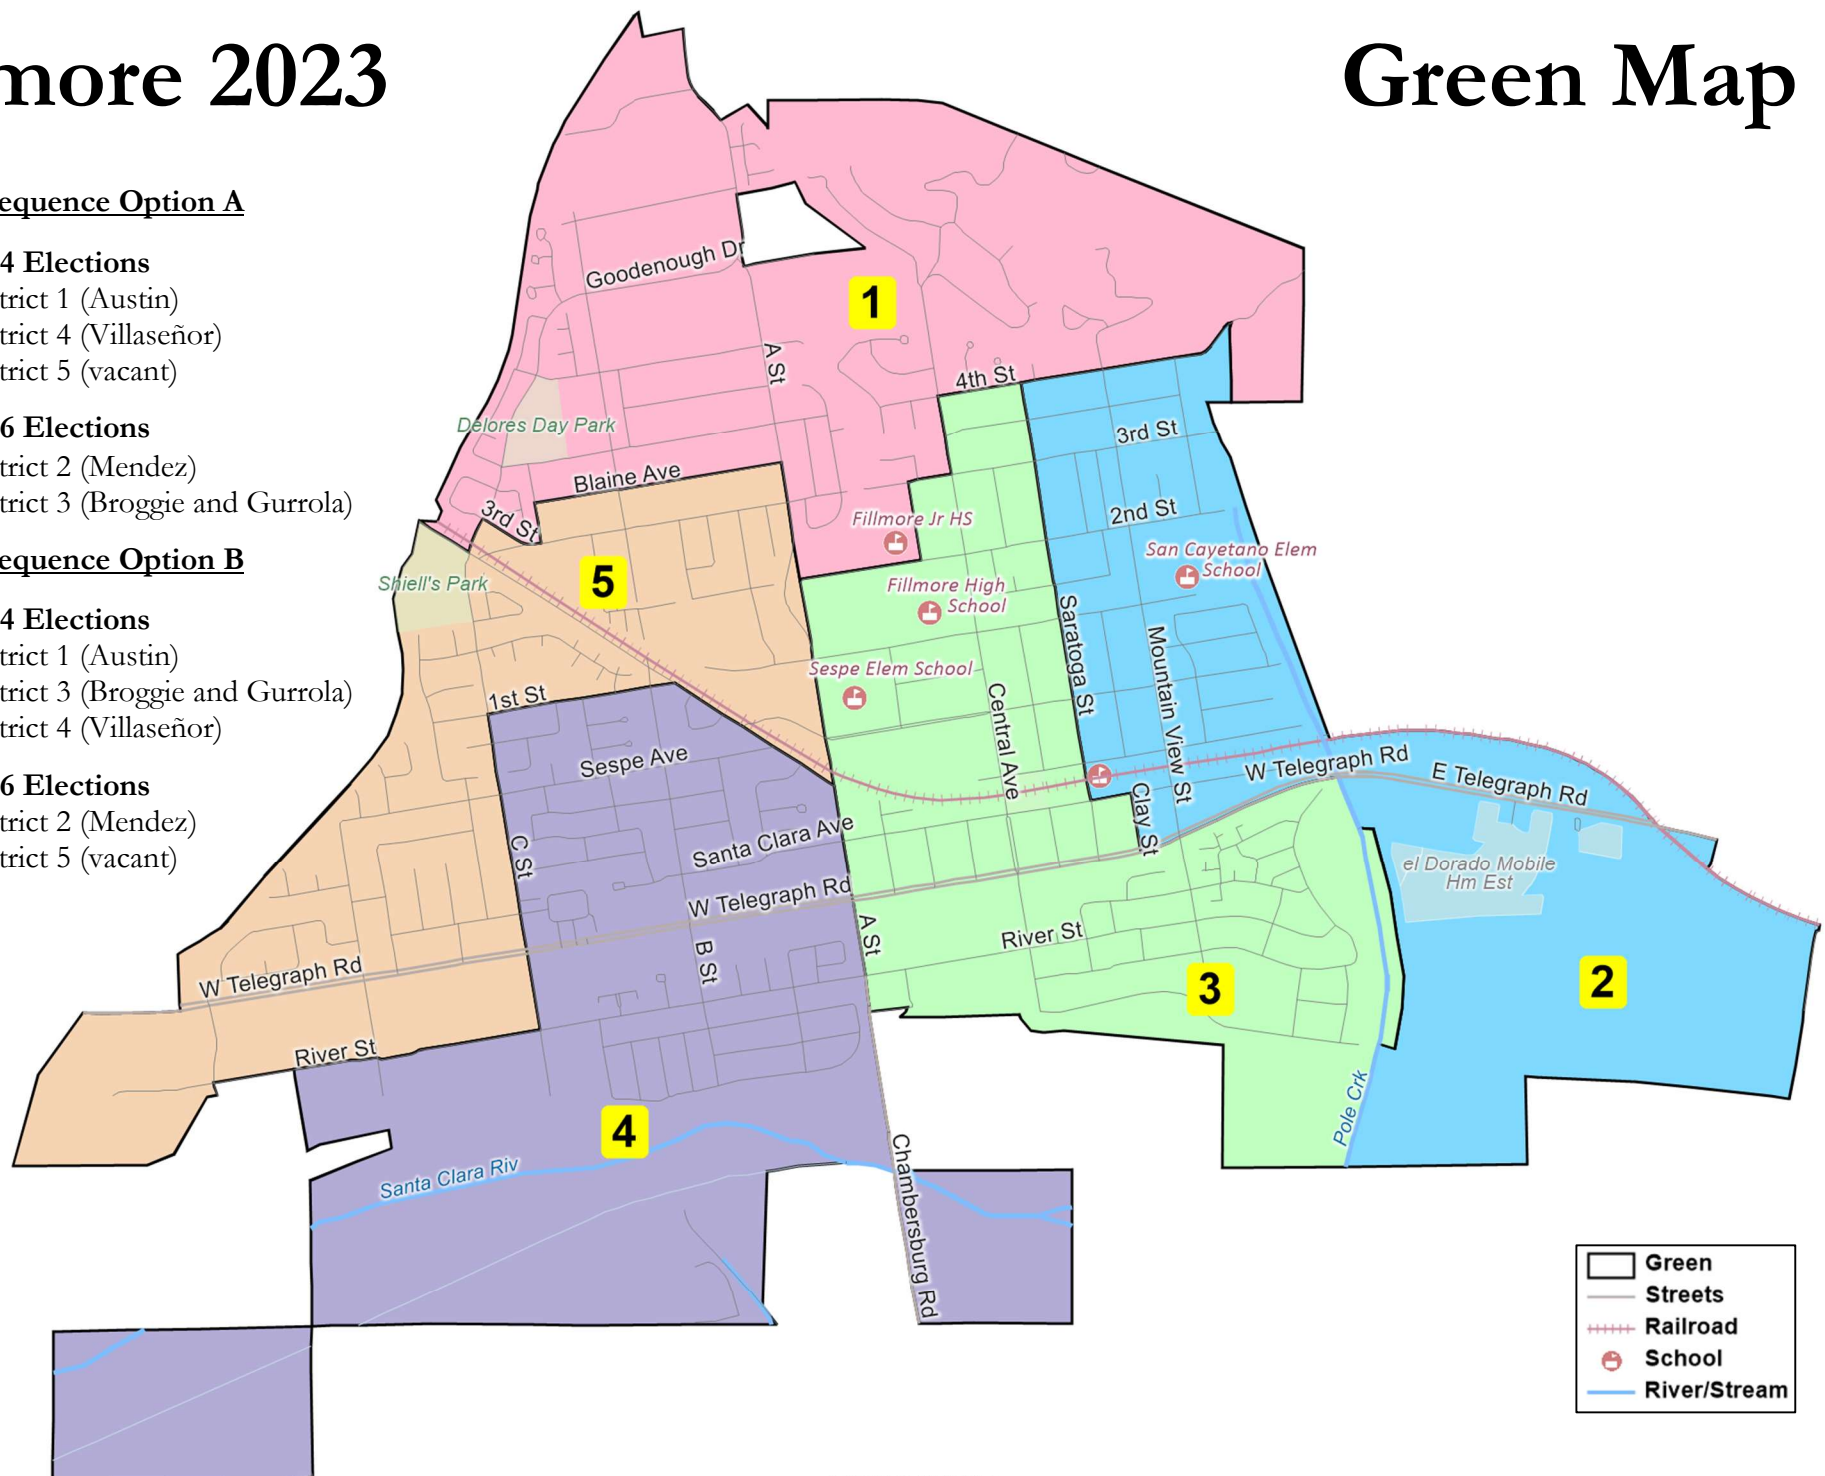 more 2023
Green Map
equence Option A
4 Elections
trict 1 (Austin)
trict 4 (Villaseñor)
trict 5 (vacant)
6 Elections
trict 2 (Mendez)
trict 3 (Broggie and Gurrola)
equence Option B
4 Elections
trict 1 (Austin)
trict 3 (Broggie and Gurrola)
trict 4 (Villaseñor)
6 Elections
trict 2 (Mendez)
trict 5 (vacant)
Goodenough Dr
1
A St
4th St
Delores Day Park
3rd St
Blaine Ave
3rd St
2nd St
Fillmore Jr HS
San Cayetano Elem
School
5
Shiell's Park
Fillmore High
School
Saratoga St
Mountain View St
Sespe Elem School
1st St
Central Ave
Sespe Ave
W Telegraph Rd
E Telegraph Rd
Clay St
C St
Santa Clara Ave
el Dorado Mobile
Hm Est
W Telegraph Rd
A St
River St
B St
W Telegraph Rd
3
2
River St
4
Pole Crk
Santa Clara Riv
Chambersburg Rd
Green
Streets
Railroad
School
River/Stream